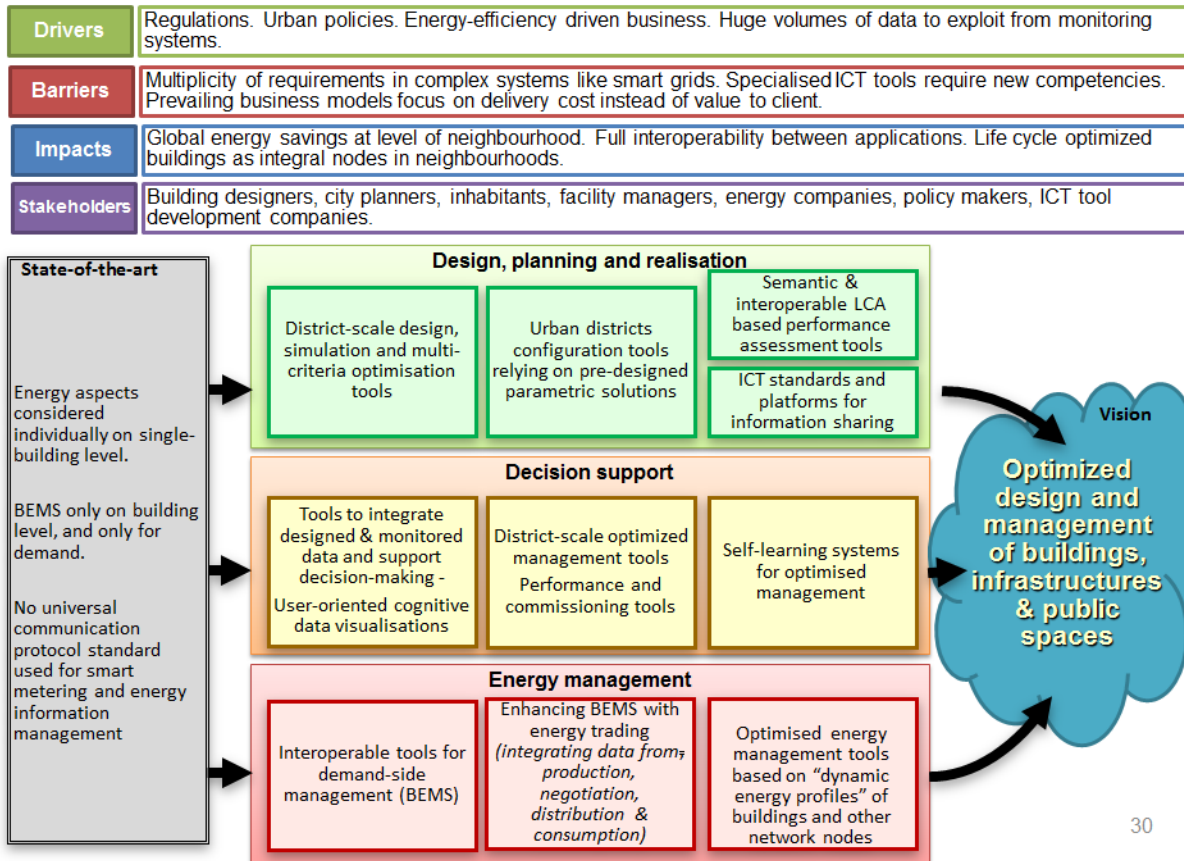 Drivers
Regulations. Urban policies. Energy-efficiency driven business. Huge volumes of data to exploit from monitoring
systems.
Barriers
Multiplicity of requirements in complex systems like smart grids. Specialised ICT tools require new competencies.
Prevailing business models focus on delivery cost instead of value to client.
Impacts
Global energy savings at level of neighbourhood. Full interoperability between applications. Life cycle optimized
buildings as integral nodes in neighbourhoods.
Stakeholders
Building designers, city planners, inhabitants, facility managers, energy companies, policy makers, ICT tool
development companies.
State-of-the-art
Energy aspects
considered
individually on single-
building level.
BEMS only on building
level, and only for
demand.
No universal
communication
protocol standard
used for smart
metering and energy
information
management
Design, planning and realisation
District-scale design,
simulation and multi-
criteria optimisation
tools
Urban districts
configuration tools
relying on pre-designed
parametric solutions
Semantic &
interoperable LCA
based performance
assessment tools
ICT standards and
platforms for
information sharing
Decision support
Tools to integrate
designed & monitored
data and support
decision-making -
User-oriented cognitive
data visualisations
District-scale optimized
management tools
Performance and
commissioning tools
Self-learning systems
for optimised
management
Energy management
Interoperable tools for
demand-side
management (BEMS)
Enhancing BEMS with
energy trading
(integrating data from,
production,
negotiation,
distribution &
consumption)
Optimised energy
management tools
based on “dynamic
energy profiles” of
buildings and other
network nodes
Vision
Optimized
design and
management
of buildings,
infrastructures
& public
spaces
30